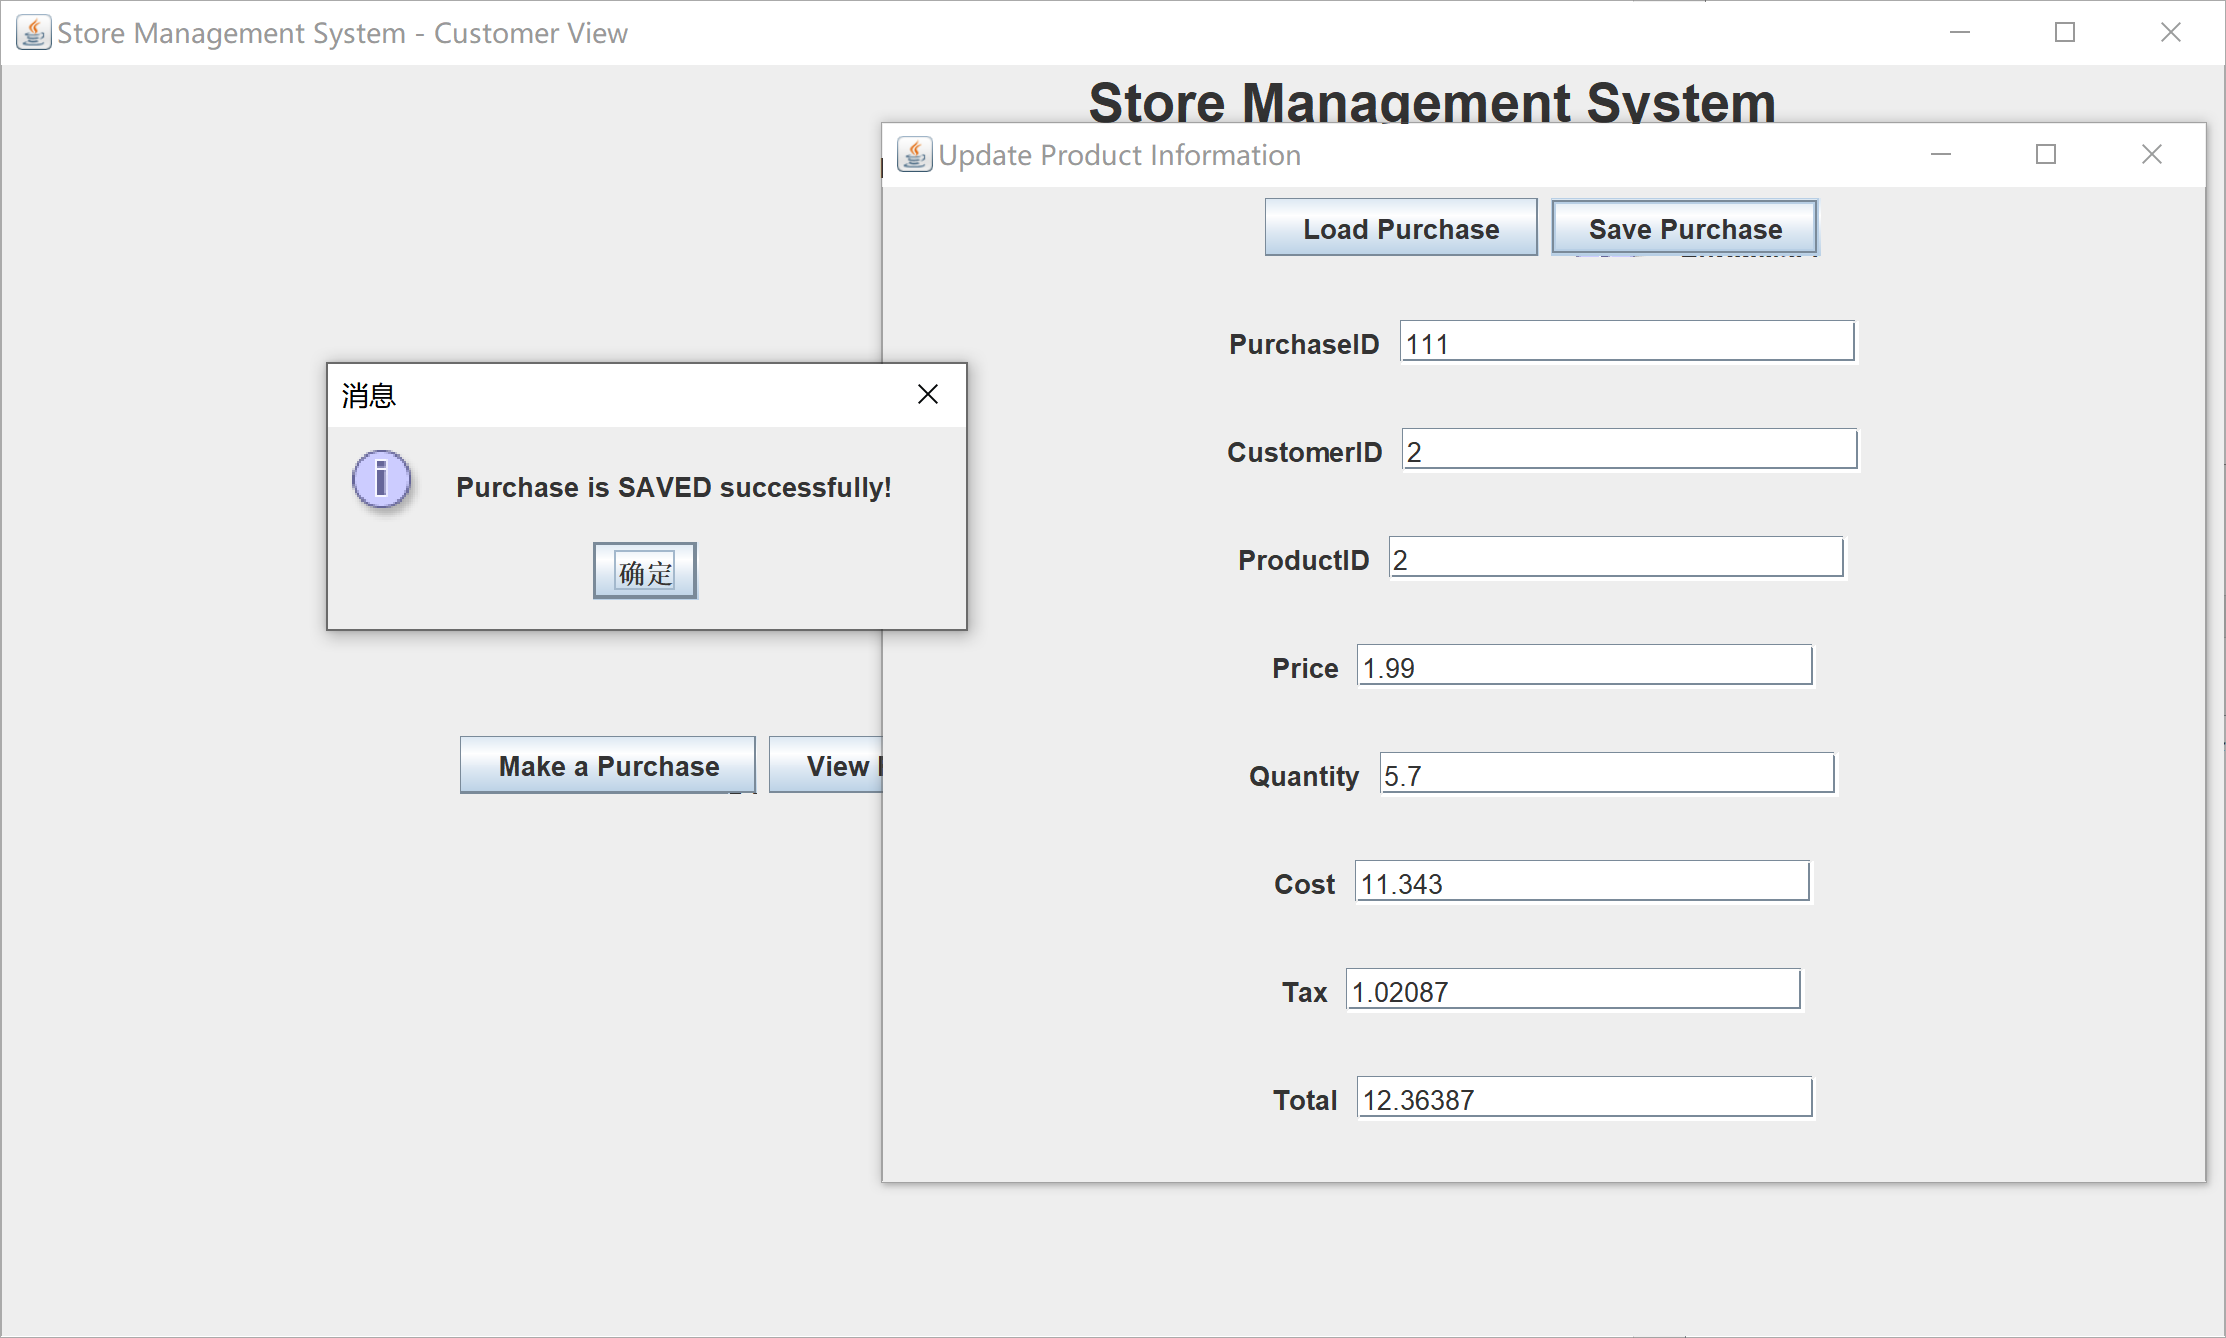 Store Management System - Customer View
Store Management System
Update Product Information
Load Purchase
Save Purchase
PurchaseID 111
CustomerID 2
ProductID 2
Price 1.99
Quantity 5.7
Cost 11.343
Tax 1.02087
Total 12.36387
消息
Purchase is SAVED successfully!
确定
Make a Purchase
View